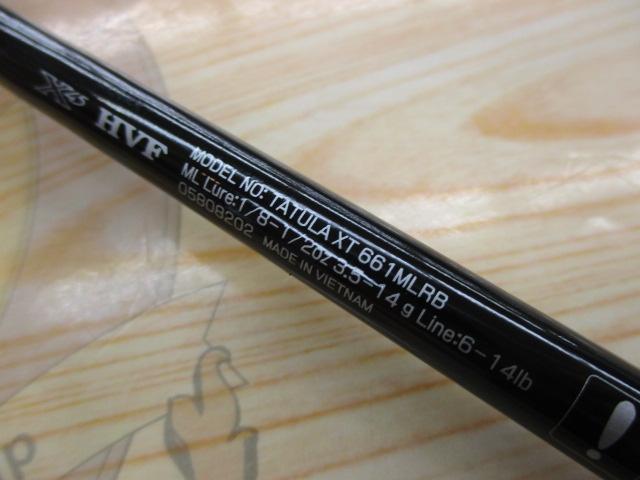 X45 HVF
MODEL NO: TATULA XT 661MLRB
ML Lure:1/8-1/2oz 3.5-14g Line:6-14lb
05808202 MADE IN VIETNAM
!